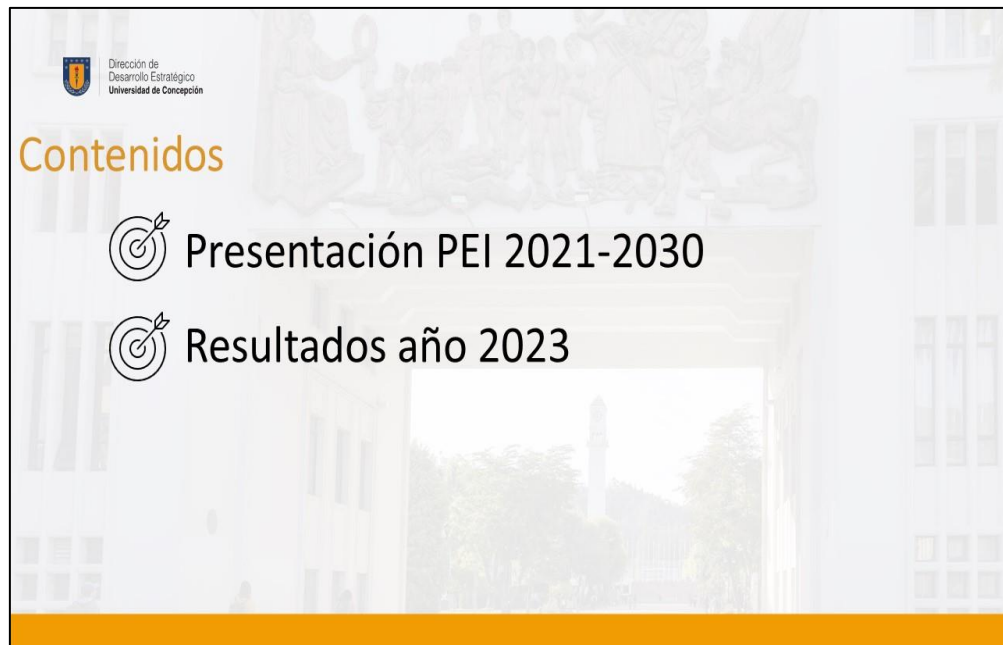 Dirección de
Desarrollo Estratégico
Universidad de Concepción
Contenidos
Presentación PEI 2021-2030
Resultados año 2023